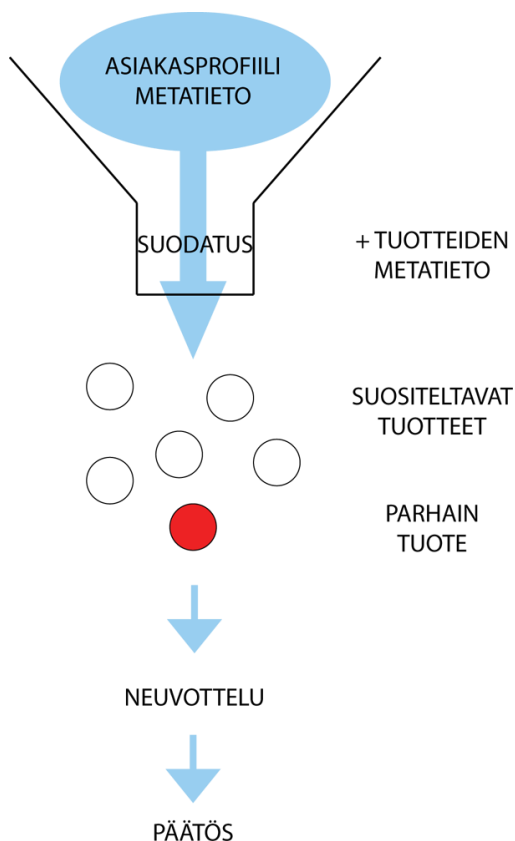 ASIAKASPROFIILI
METATIETO
SUODATUS
+ TUOTTEIDEN
METATIETO
SUOSITELTAVAT
TUOTTEET
PARHAIN
TUOTE
NEUVOTTELU
PÄÄTÖS